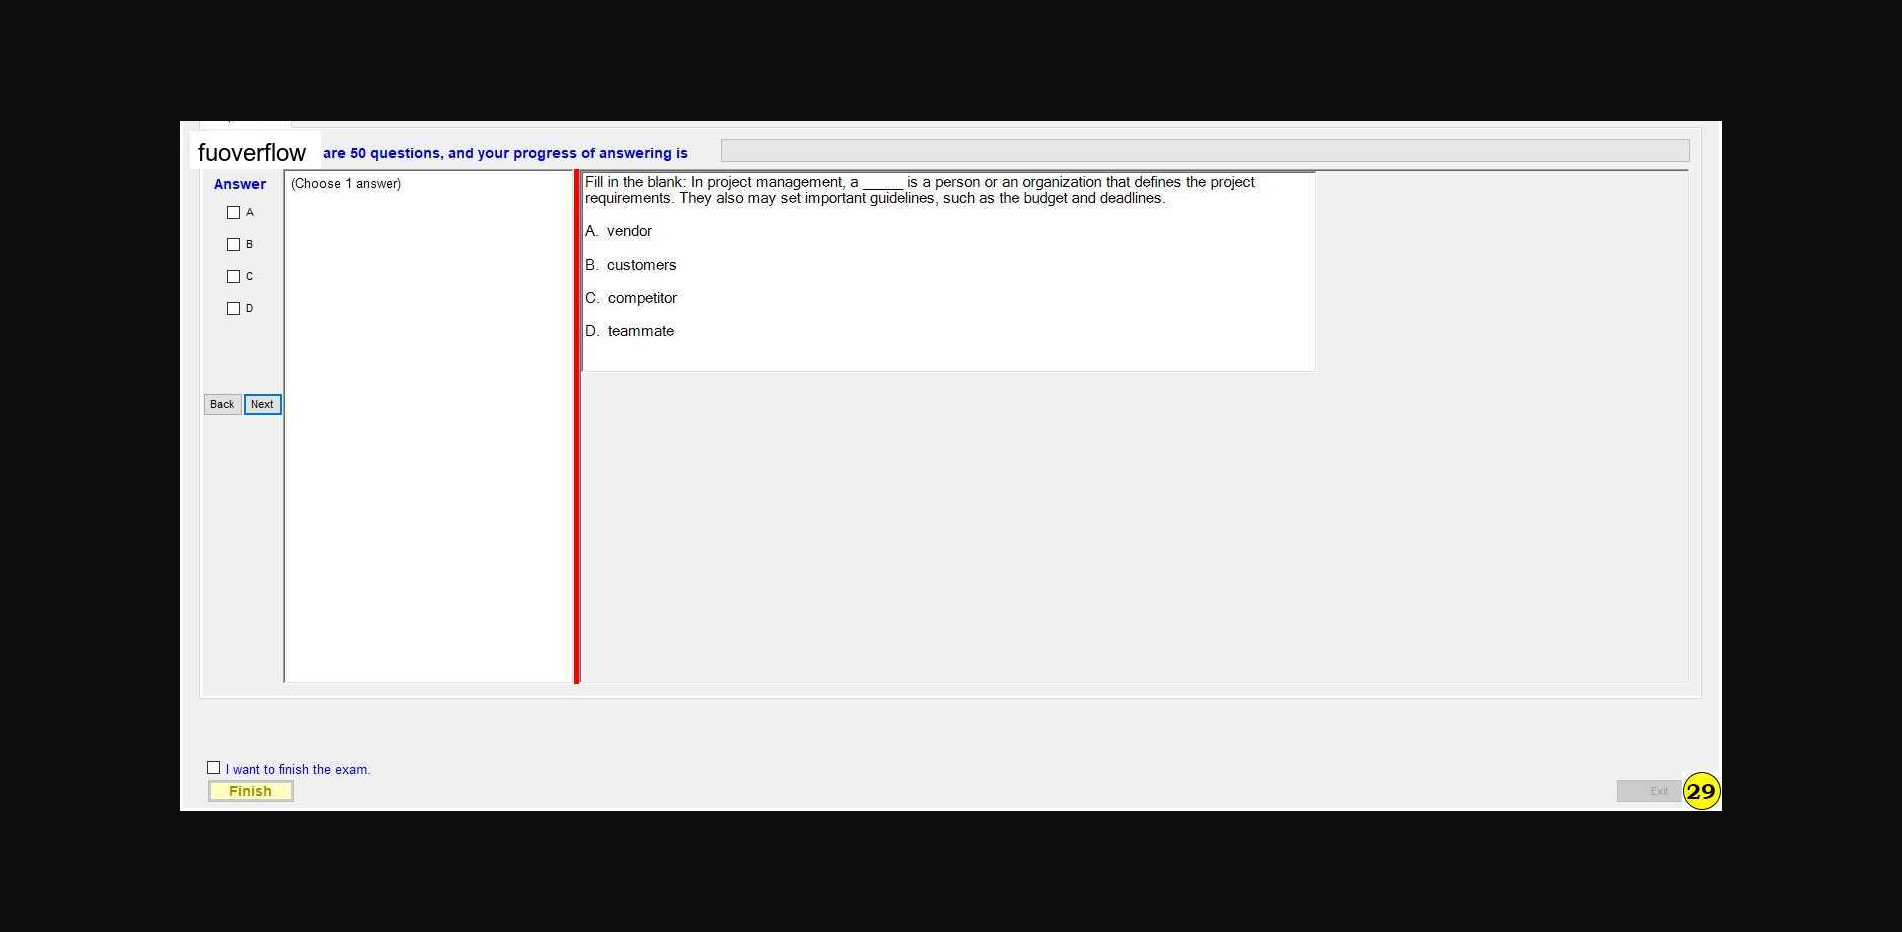 fuoverflow are 50 questions, and your progress of answering is
Answer
A
B
C
D
Back Next
(Choose 1 answer)
Fill in the blank: In project management, a _____ is a person or an organization that defines the project
requirements. They also may set important guidelines, such as the budget and deadlines.
A. vendor
B. customers
C. competitor
D. teammate
I want to finish the exam.
Finish
Exit
29